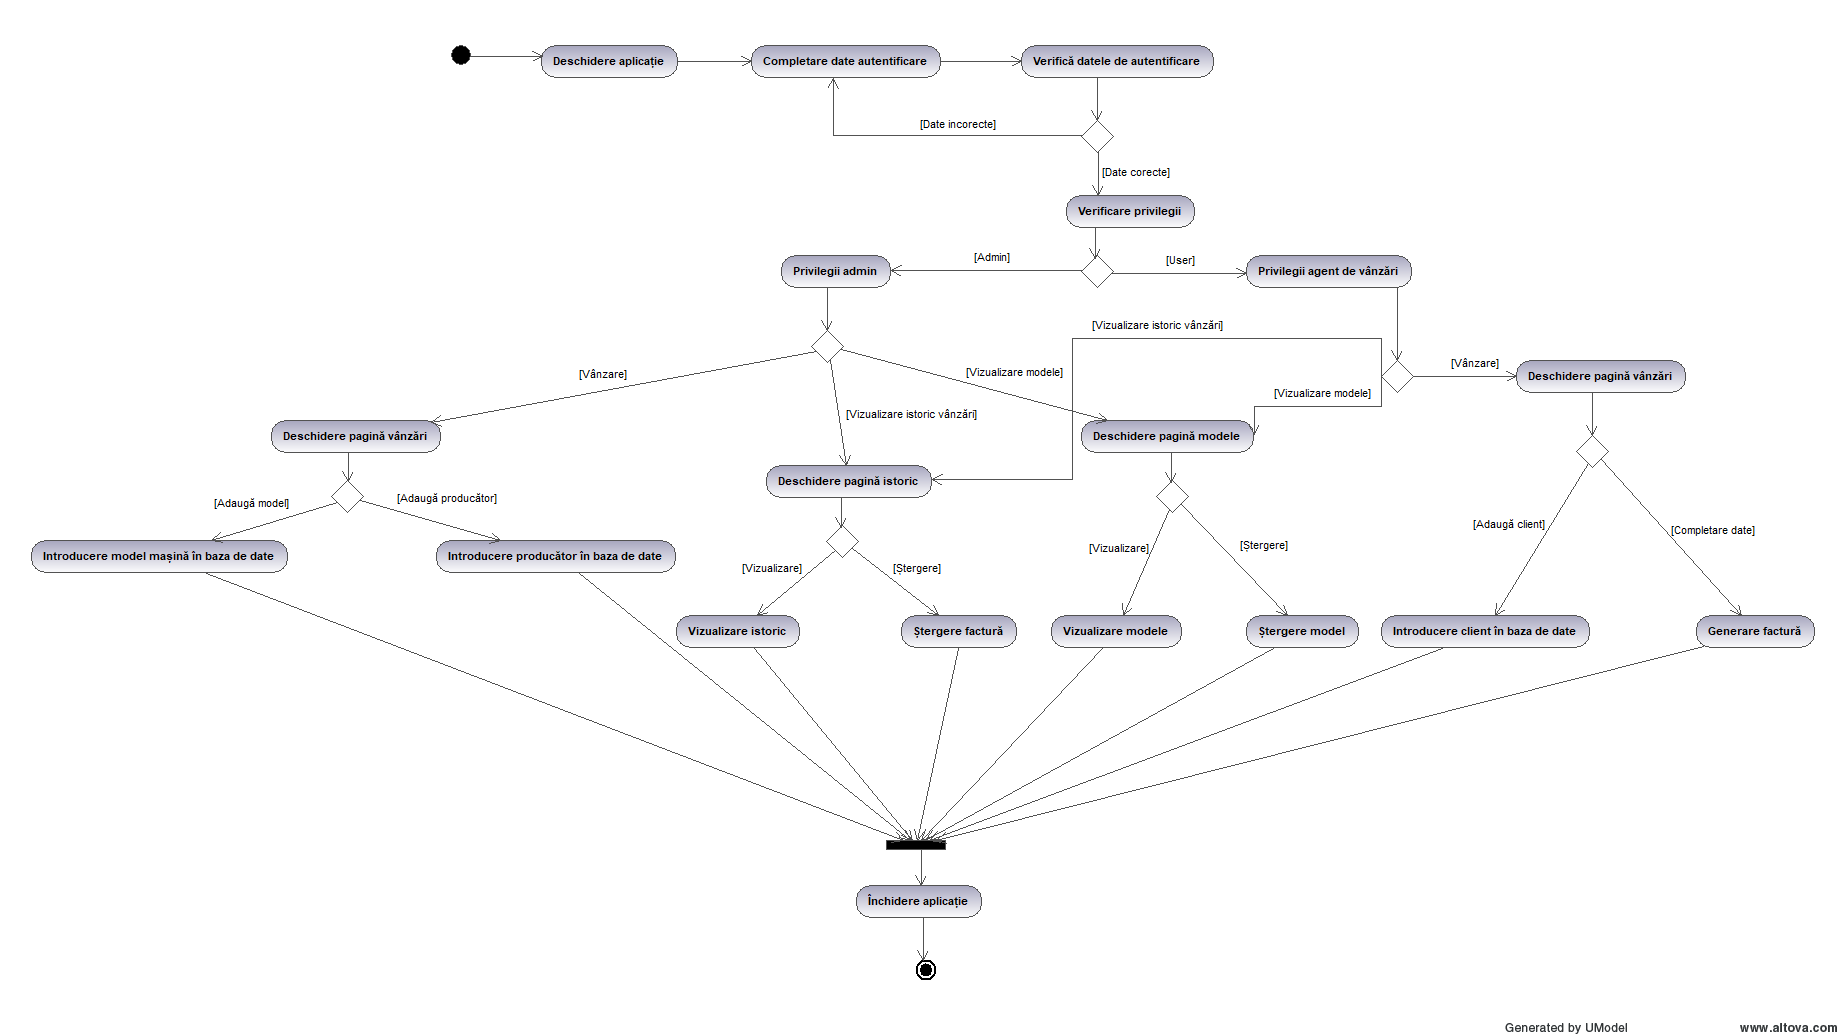 Deschidere aplicație
Completare date autentificare
Verifică datele de autentificare
[Date incorecte]
[Date corecte]
Verificare privilegii
[Admin]
[User]
Privilegii admin
Privilegii agent de vânzări
[Vizualizare istoric vânzări]
[Vânzare]
[Vizualizare modele]
[Vânzare]
Deschidere pagină vânzări
[Vizualizare modele]
[Vizualizare istoric vânzări]
Deschidere pagină vânzări
Deschidere pagină modele
Deschidere pagină istoric
[Adaugă model]
[Adaugă producător]
[Adaugă client]
[Completare date]
Introducere model mașină în baza de date
Introducere producător în baza de date
[Vizualizare]
[Ștergere]
[Vizualizare]
[Ștergere]
Vizualizare istoric
Ștergere factură
Vizualizare modele
Ștergere model
Introducere client în baza de date
Generare factură
Închidere aplicație
Generated by UModel
www.altova.com